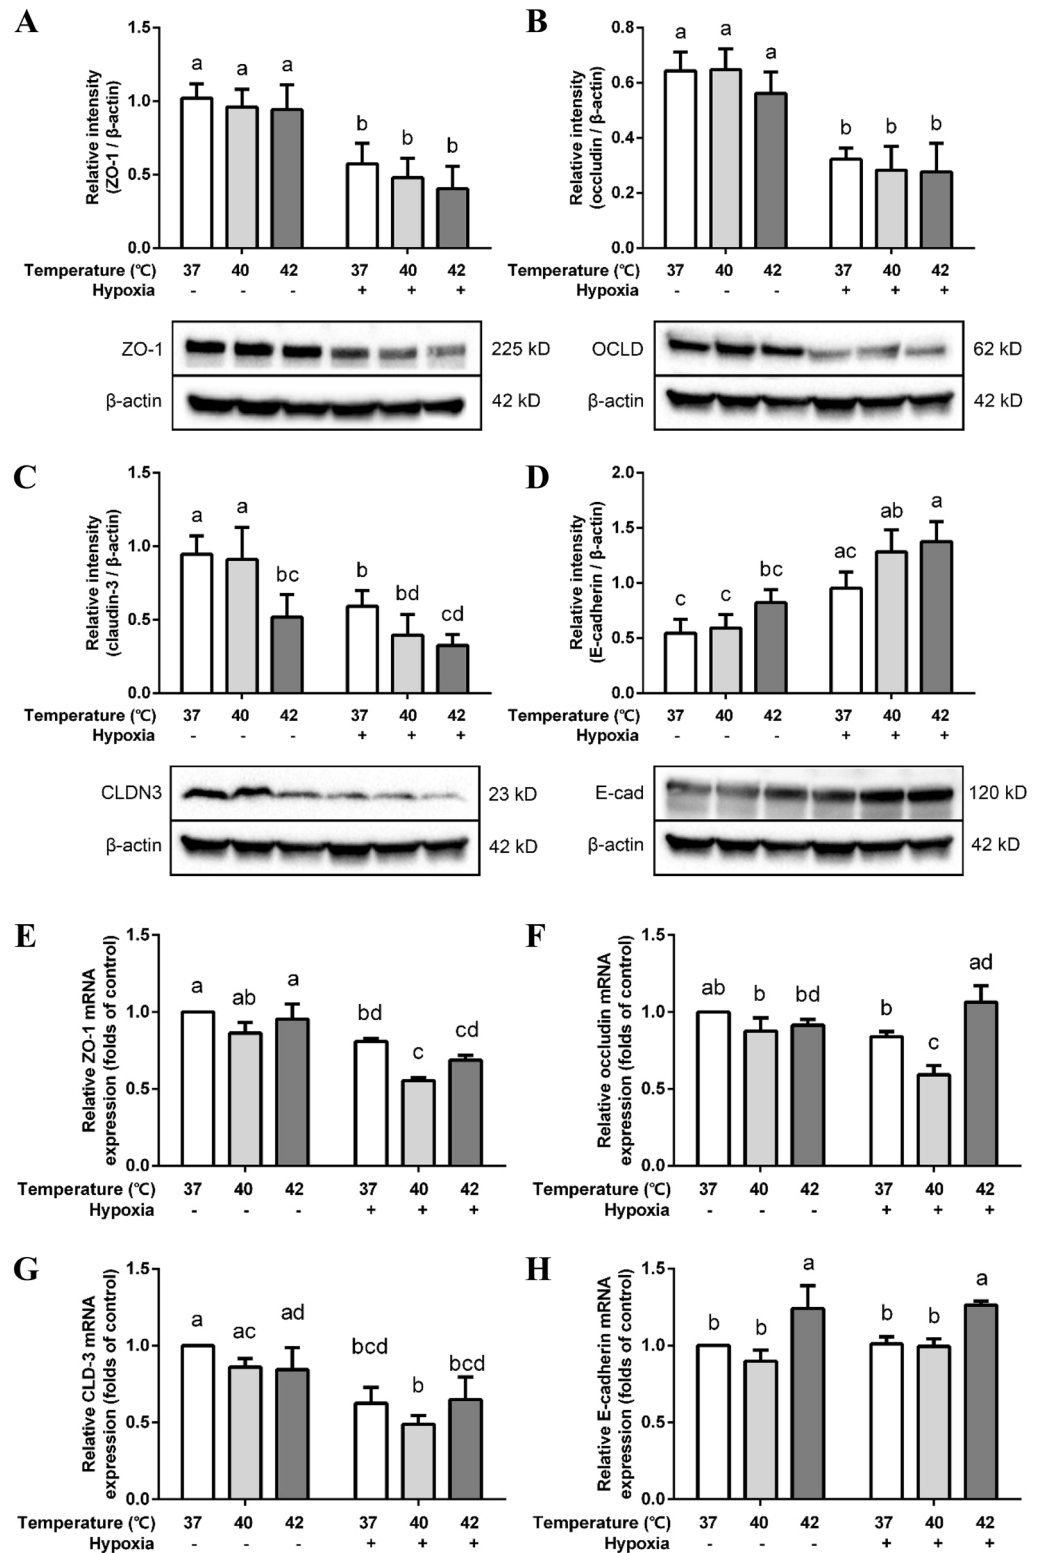 A
Relative intensity
(ZO-1 / β-actin)
1.5
1.0
0.5
0.0
a a a b b b
Temperature (℃) 37 40 42 37 40 42
Hypoxia - - - + + +
ZO-1 225 kD
β-actin 42 kD
B
Relative intensity
(occludin / β-actin)
0.8
0.6
0.4
0.2
0.0
a a a b b b
Temperature (℃) 37 40 42 37 40 42
Hypoxia - - - + + +
OCLD 62 kD
β-actin 42 kD
C
Relative intensity
(claudin-3 / β-actin)
1.5
1.0
0.5
0.0
a a bc b bd cd
Temperature (℃) 37 40 42 37 40 42
Hypoxia - - - + + +
CLDN3 23 kD
β-actin 42 kD
D
Relative intensity
(E-cadherin / β-actin)
2.0
1.5
1.0
0.5
0.0
c c bc ac ab a
Temperature (℃) 37 40 42 37 40 42
Hypoxia - - - + + +
E-cad 120 kD
β-actin 42 kD
E
Relative ZO-1 mRNA
expression (folds of control)
1.5
1.0
0.5
0.0
a ab a bd c cd
Temperature (℃) 37 40 42 37 40 42
Hypoxia - - - + + +
F
Relative occludin mRNA
expression (folds of control)
1.5
1.0
0.5
0.0
ab b bd b c ad
Temperature (℃) 37 40 42 37 40 42
Hypoxia - - - + + +
G
Relative CLD-3 mRNA
expression (folds of control)
1.5
1.0
0.5
0.0
a ac ad bcd b bcd
Temperature (℃) 37 40 42 37 40 42
Hypoxia - - - + + +
H
Relative E-cadherin mRNA
expression (folds of control)
1.5
1.0
0.5
0.0
b b a b b a
Temperature (℃) 37 40 42 37 40 42
Hypoxia - - - + + +